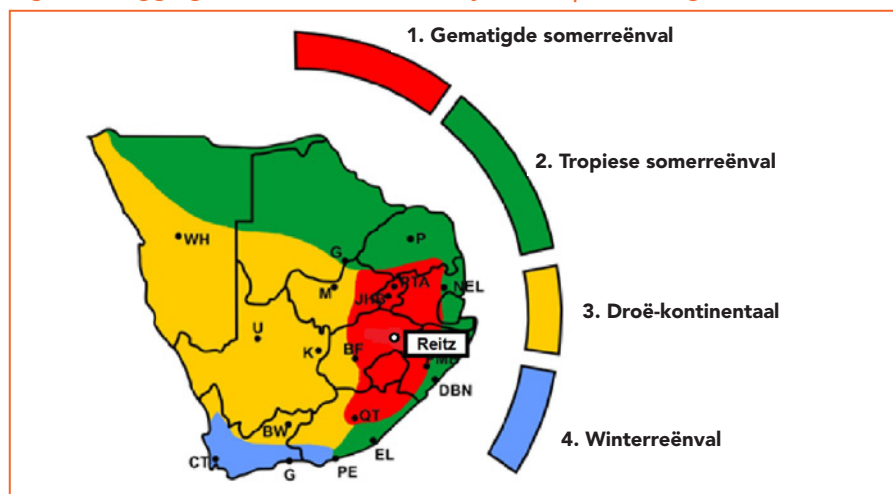 1. Gematigde somerreënval
2. Tropiese somerreënval
3. Droë-kontinentaal
4. Winterreënval
WH
P
G
M
PTA
JHB
NEL
U
K
BF
Reitz
DBN
QT
BW
EL
CT
G
PE